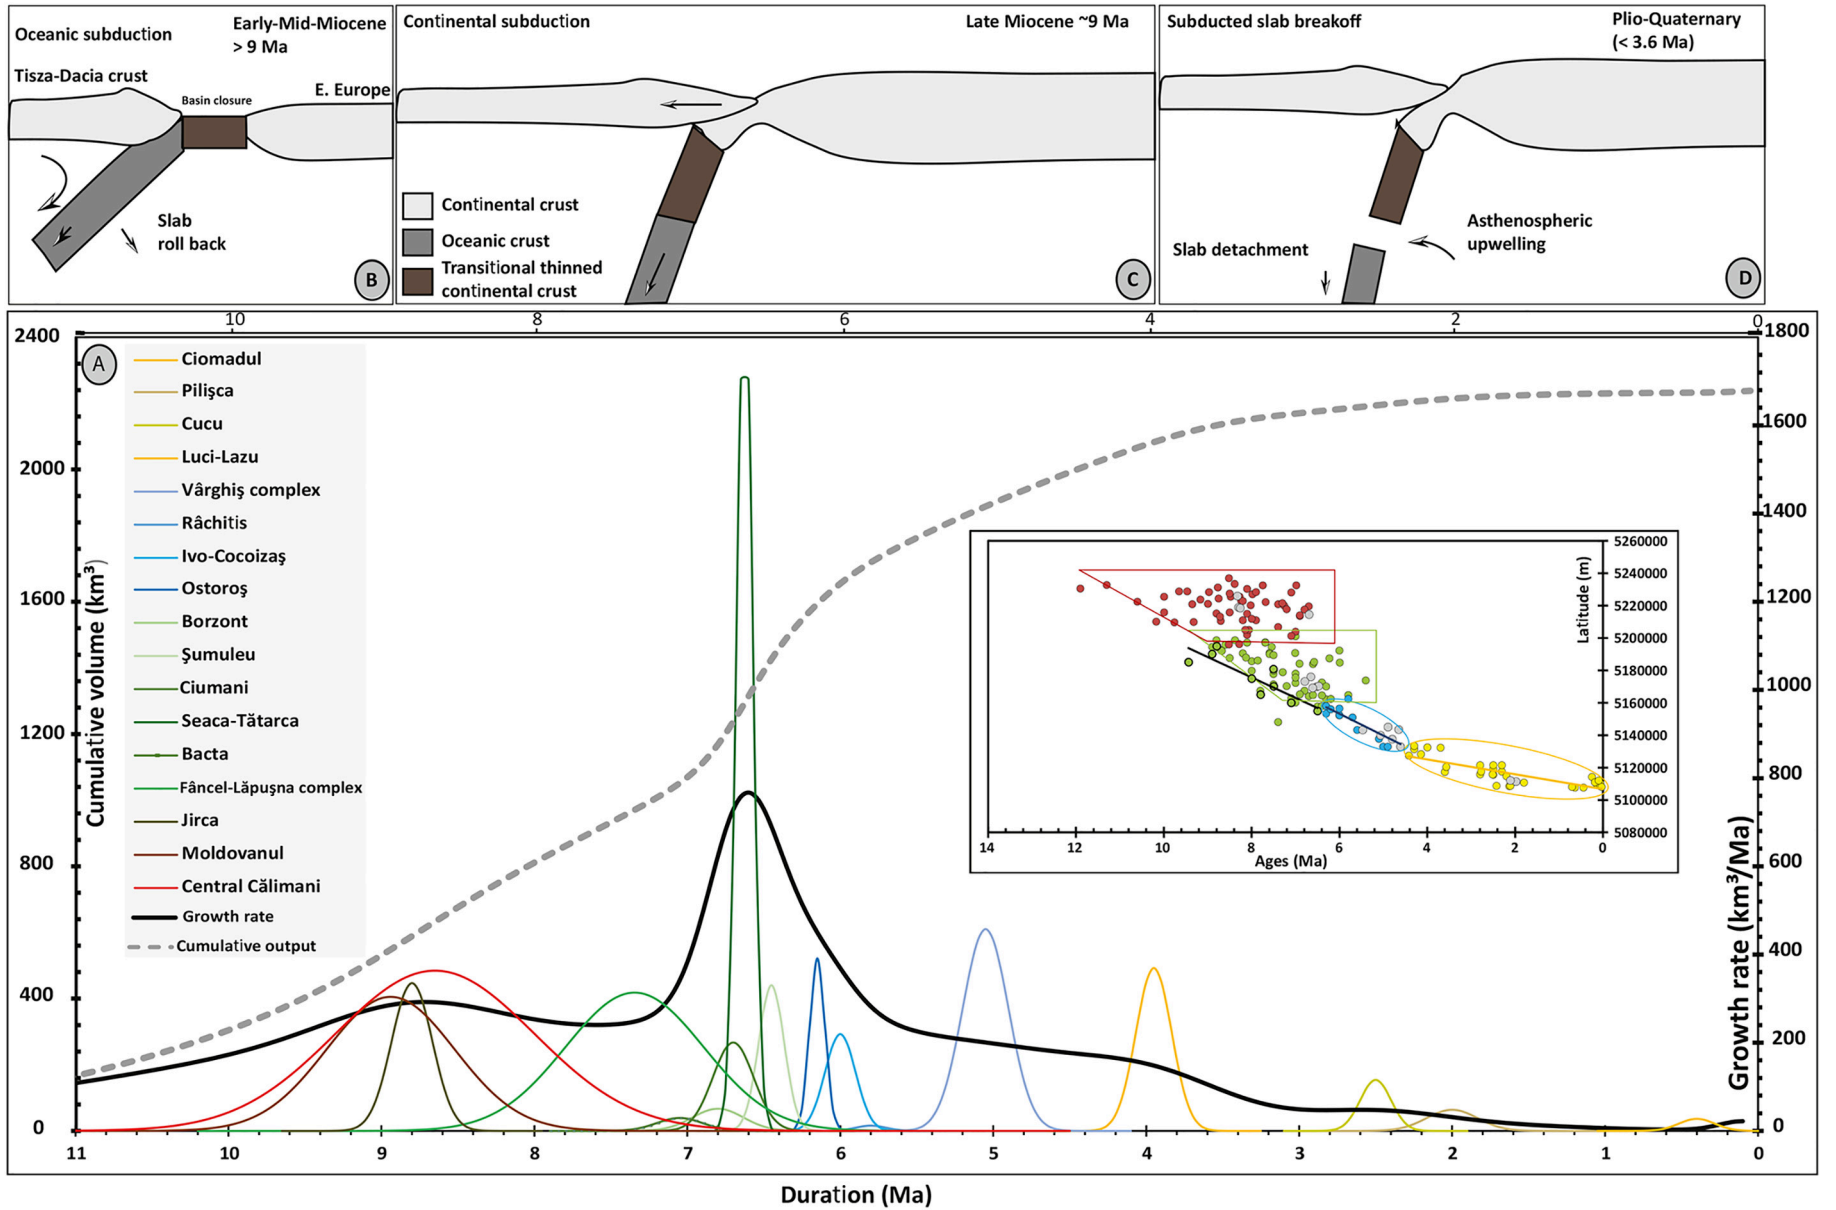 Oceanic subduction
Early-Mid-Miocene
> 9 Ma
Tisza-Dacia crust
Basin closure
E. Europe
Slab
roll back
B
Continental subduction
Late Miocene ~9 Ma
Continental crust
Oceanic crust
Transitional thinned
continental crust
C
Subducted slab breakoff
Plio-Quaternary
(< 3.6 Ma)
Asthenospheric
upwelling
Slab detachment
D
10 8 6 4 2 0
A
2400
2000
1600
1200
800
400
0
Cumulative volume (km³)
Ciomadul
Pilişca
Cucu
Luci-Lazu
Vârghiş complex
Râchitis
Ivo-Cocoizaş
Ostoroş
Borzont
Şumuleu
Ciumani
Seaca-Tătarca
Bacta
Fâncel-Lăpuşna complex
Jirca
Moldovanul
Central Călimani
Growth rate
Cumulative output
5260000
5240000
5220000
5200000
5180000
5160000
5140000
5120000
5100000
5080000
Latitude (m)
14 12 10 8 6 4 2 0
Ages (Ma)
1800
1600
1400
1200
1000
800
600
400
200
0
Growth rate (km³/Ma)
11 10 9 8 7 6 5 4 3 2 1 0
Duration (Ma)